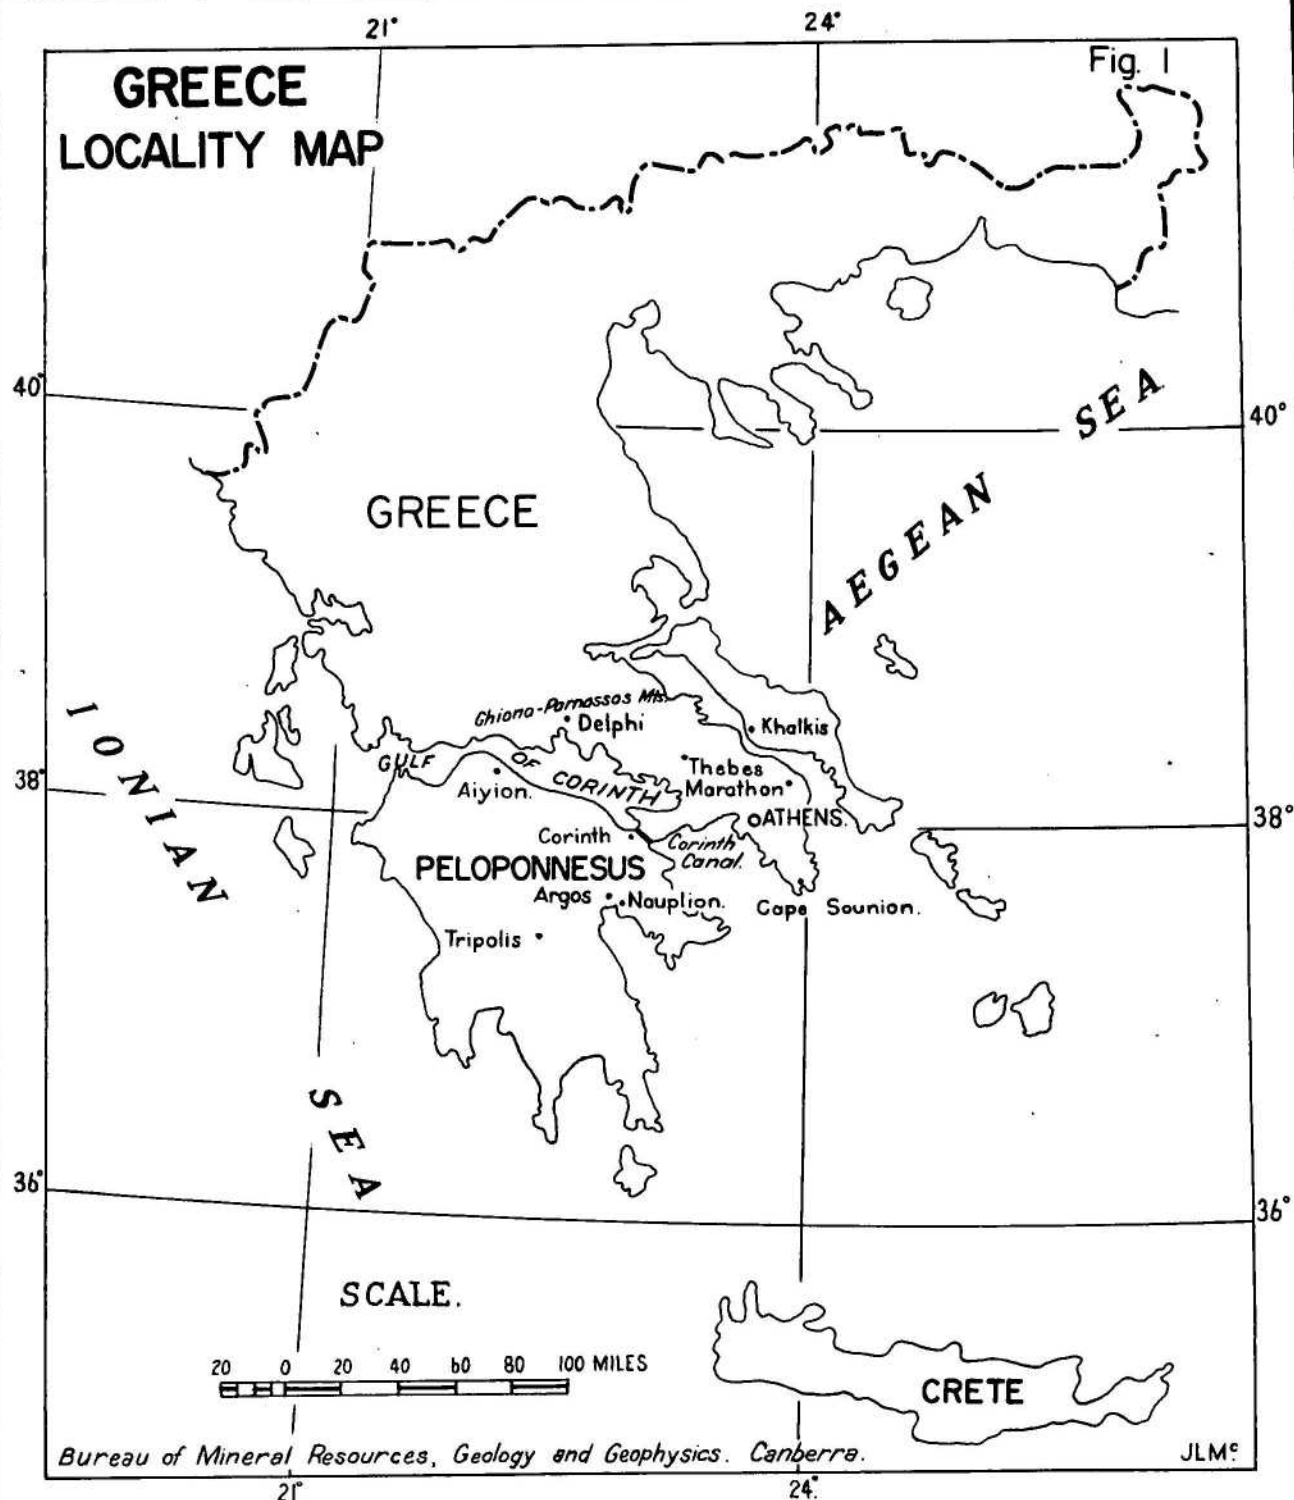 21°
24°
Fig. 1
GREECE
LOCALITY MAP
40°
40°
AEGEAN SEA
GREECE
IONIAN SEA
Ghiona-Parnassos Mts.
Delphi
Khalkis
GULF OF CORINTH
Thebes
Marathon
38°
Aiyion.
ATHENS.
38°
Corinth
Corinth
Canal.
PELOPONNESUS
Argos
Nauplion.
Cape Sounion.
Tripolis
36°
36°
SCALE.
20 0 20 40 60 80 100 MILES
CRETE
Bureau of Mineral Resources, Geology and Geophysics. Canberra.
JLMc.
21°
24°